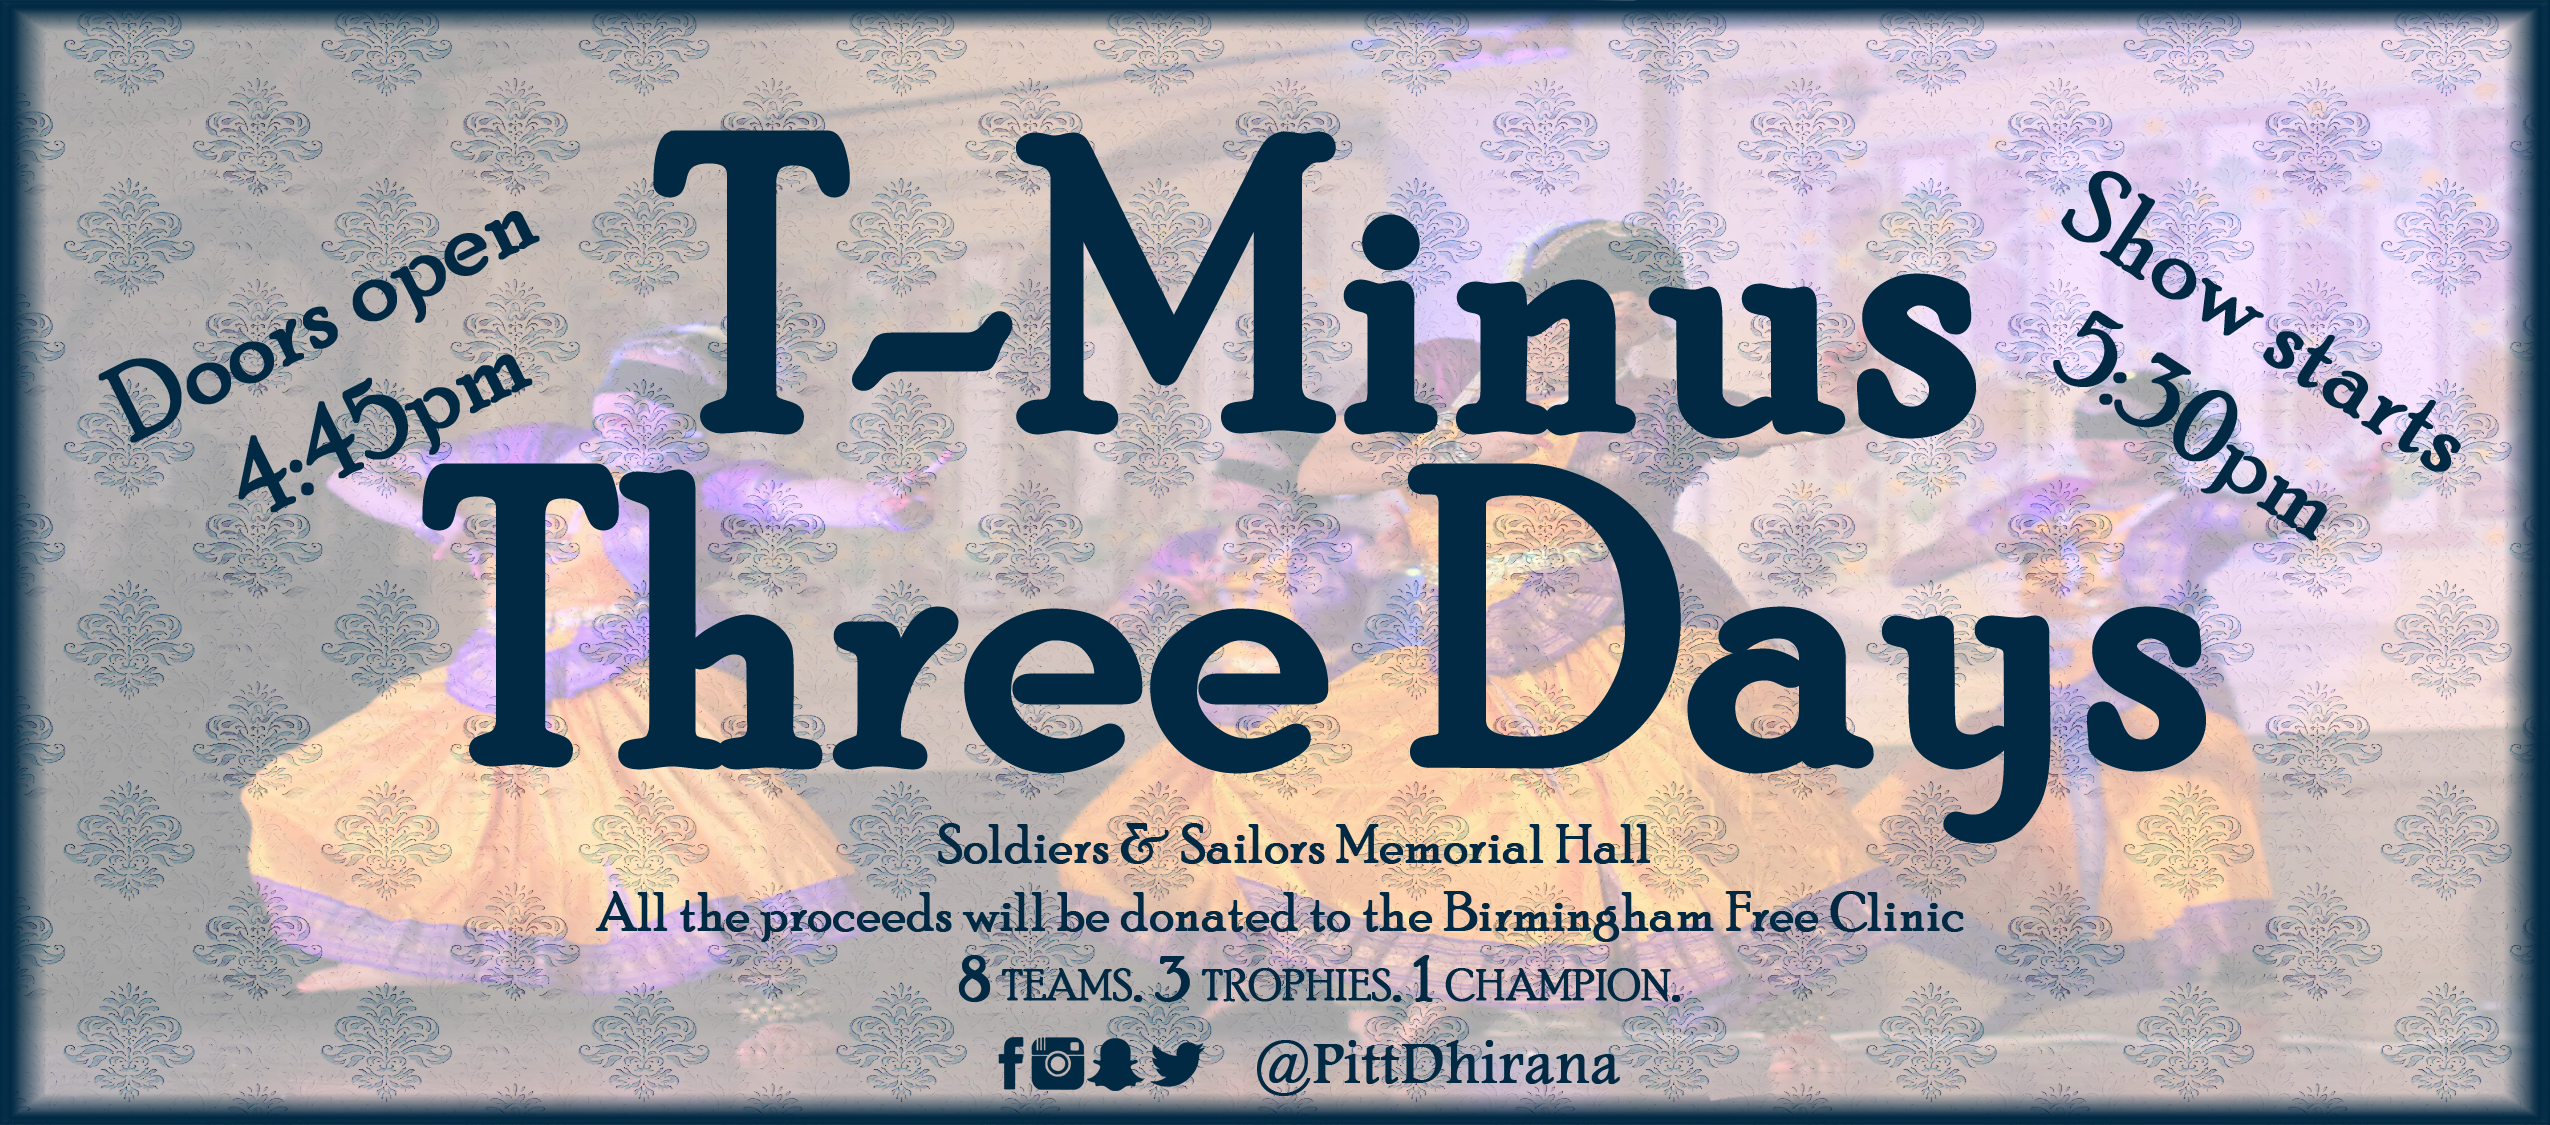 T-Minus
Three Days
Doors open
4:45pm
Show starts
5:30pm
Soldiers & Sailors Memorial Hall
All the proceeds will be donated to the Birmingham Free Clinic
8 TEAMS. 3 TROPHIES. 1 CHAMPION.
@PittDhirana